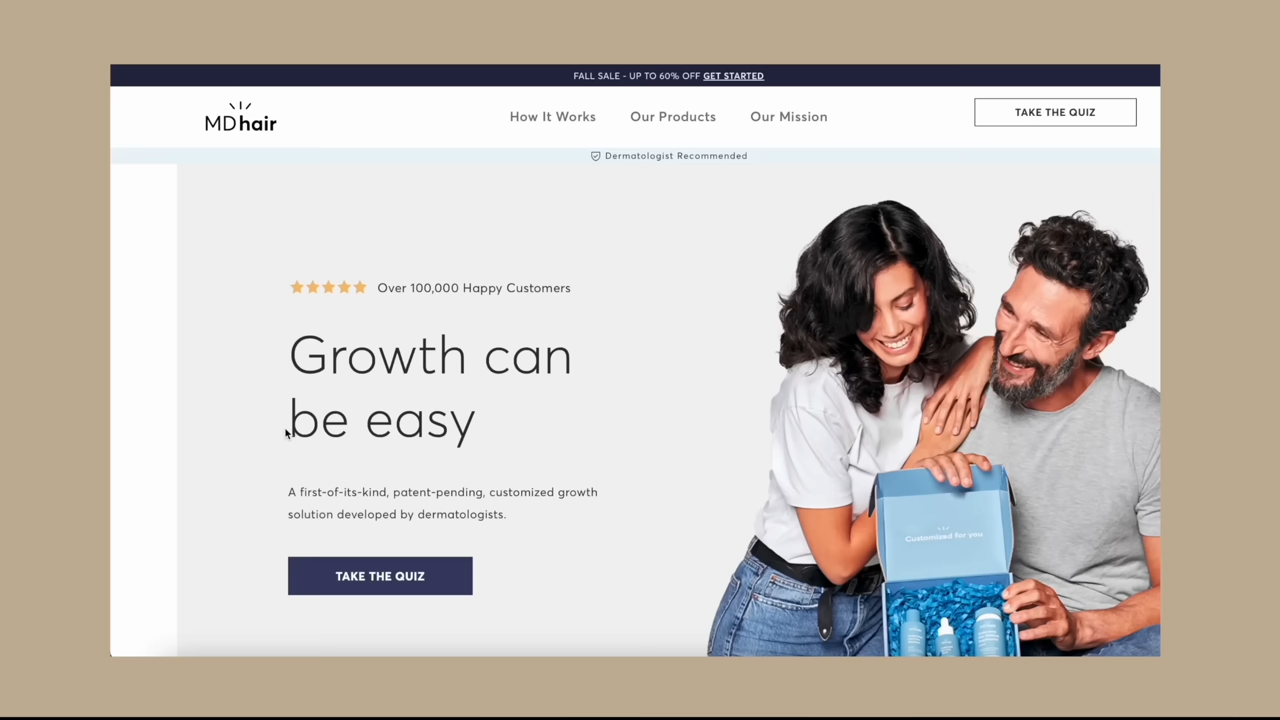 FALL SALE - UP TO 60% OFF GET STARTED
MDhair
How It Works
Our Products
Our Mission
TAKE THE QUIZ
Dermatologist Recommended
Over 100,000 Happy Customers
Growth can
be easy
A first-of-its-kind, patent-pending, customized growth
solution developed by dermatologists.
TAKE THE QUIZ
Customized for you